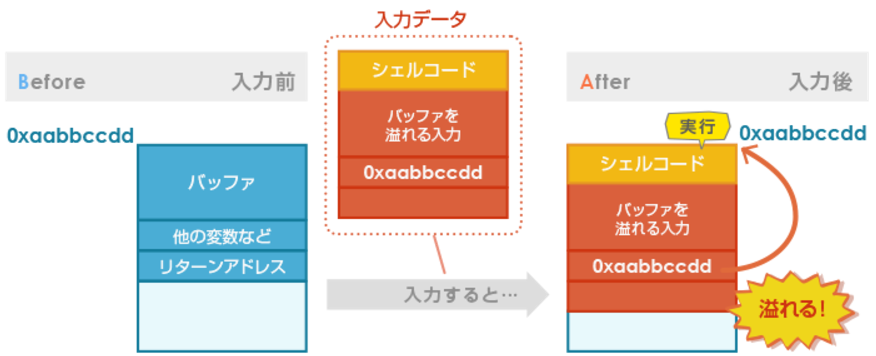 入力データ
Before
入力前
0xaabbccdd
バッファ
他の変数など
リターンアドレス
シェルコード
バッファを
溢れる入力
0xaabbccdd
入力すると…
After
入力後
実行
0xaabbccdd
シェルコード
バッファを
溢れる入力
0xaabbccdd
溢れる!